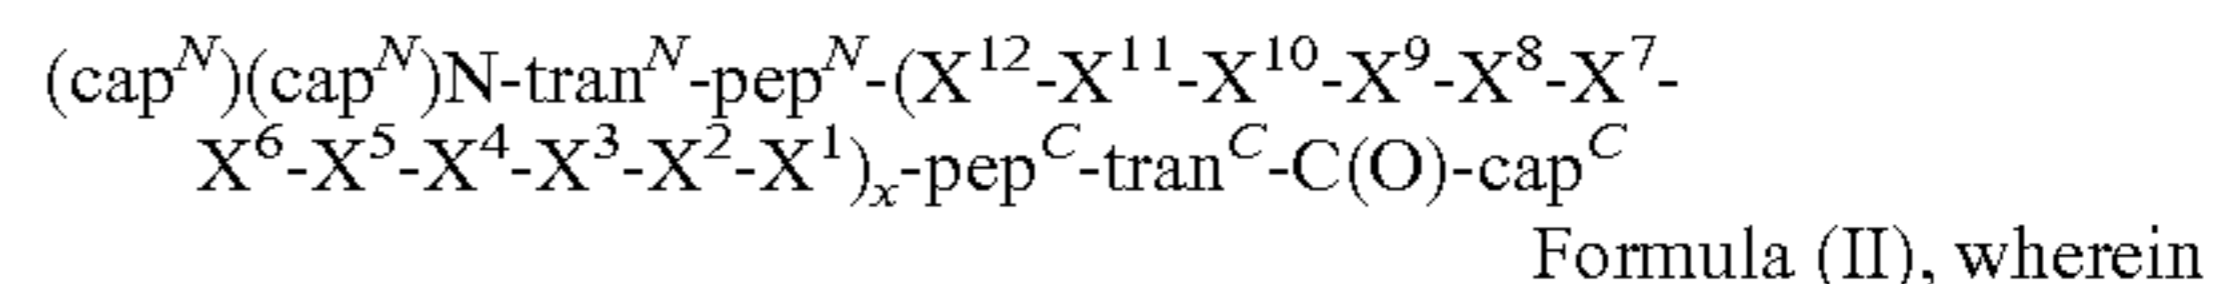 (cap^N)(cap^N)N-tran^N-pep^N-(X^12-X^11-X^10-X^9-X^8-X^7-
X^6-X^5-X^4-X^3-X^2-X^1)_x-pep^C-tran^C-C(O)-cap^C
Formula (II), wherein